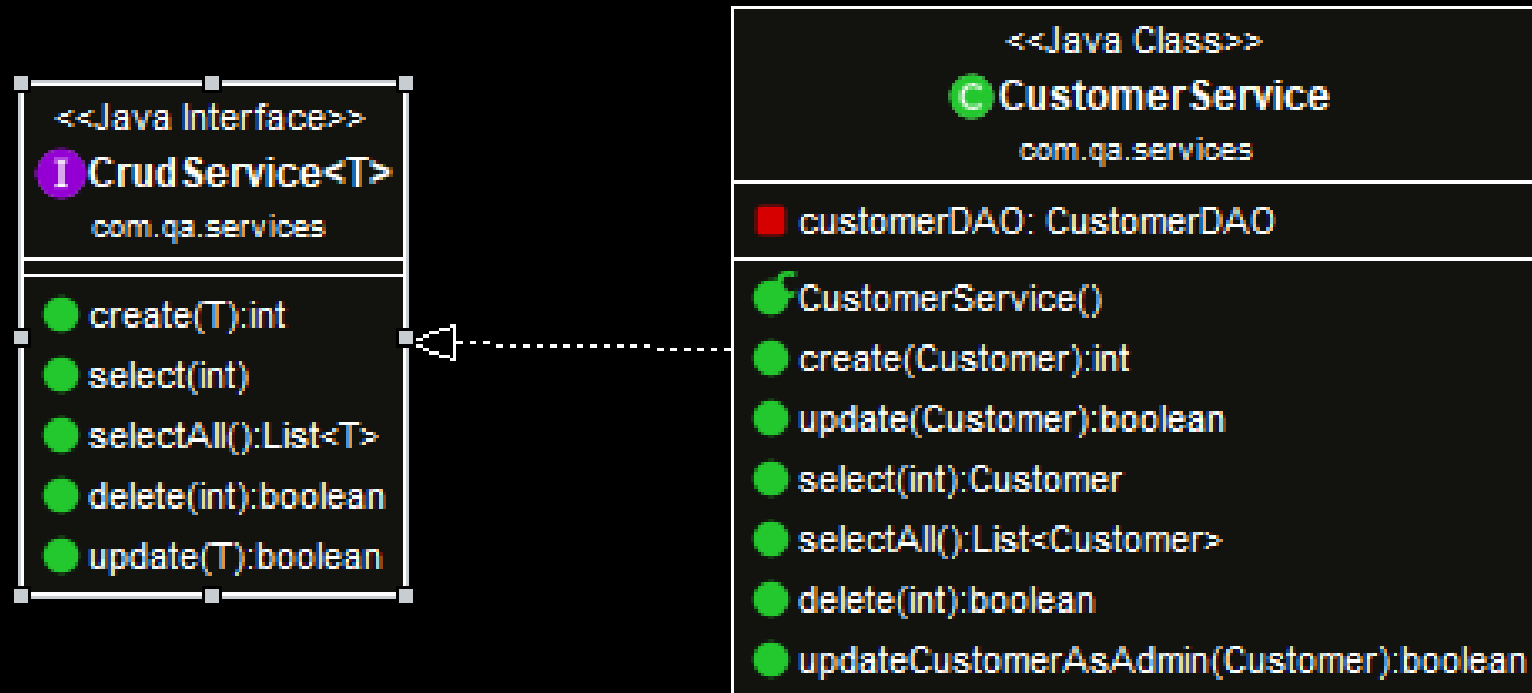 <<Java Interface>>
I CrudService<T>
com.qa.services
create(T):int
select(int)
selectAll():List<T>
delete(int):boolean
update(T):boolean
<<Java Class>>
C CustomerService
com.qa.services
customerDAO: CustomerDAO
CustomerService()
create(Customer):int
update(Customer):boolean
select(int):Customer
selectAll():List<Customer>
delete(int):boolean
updateCustomerAsAdmin(Customer):boolean